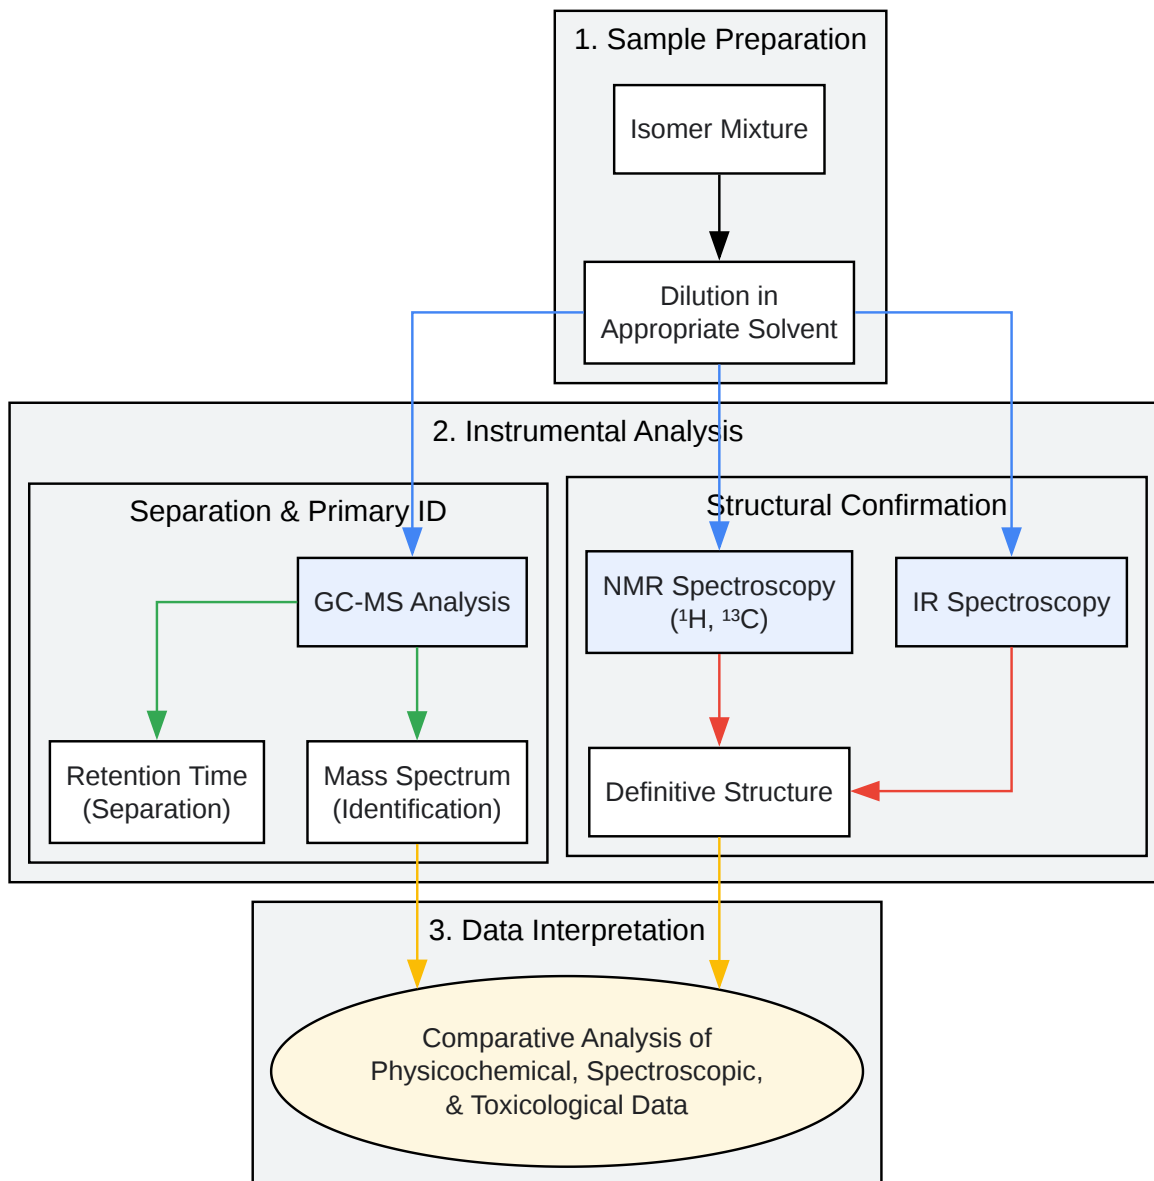 1. Sample Preparation
Isomer Mixture
Dilution in
Appropriate Solvent
2. Instrumental Analysis
Separation & Primary ID
GC-MS Analysis
Retention Time
(Separation)
Mass Spectrum
(Identification)
Structural Confirmation
NMR Spectroscopy
(¹H, ¹³C)
IR Spectroscopy
Definitive Structure
3. Data Interpretation
Comparative Analysis of
Physicochemical, Spectroscopic,
& Toxicological Data